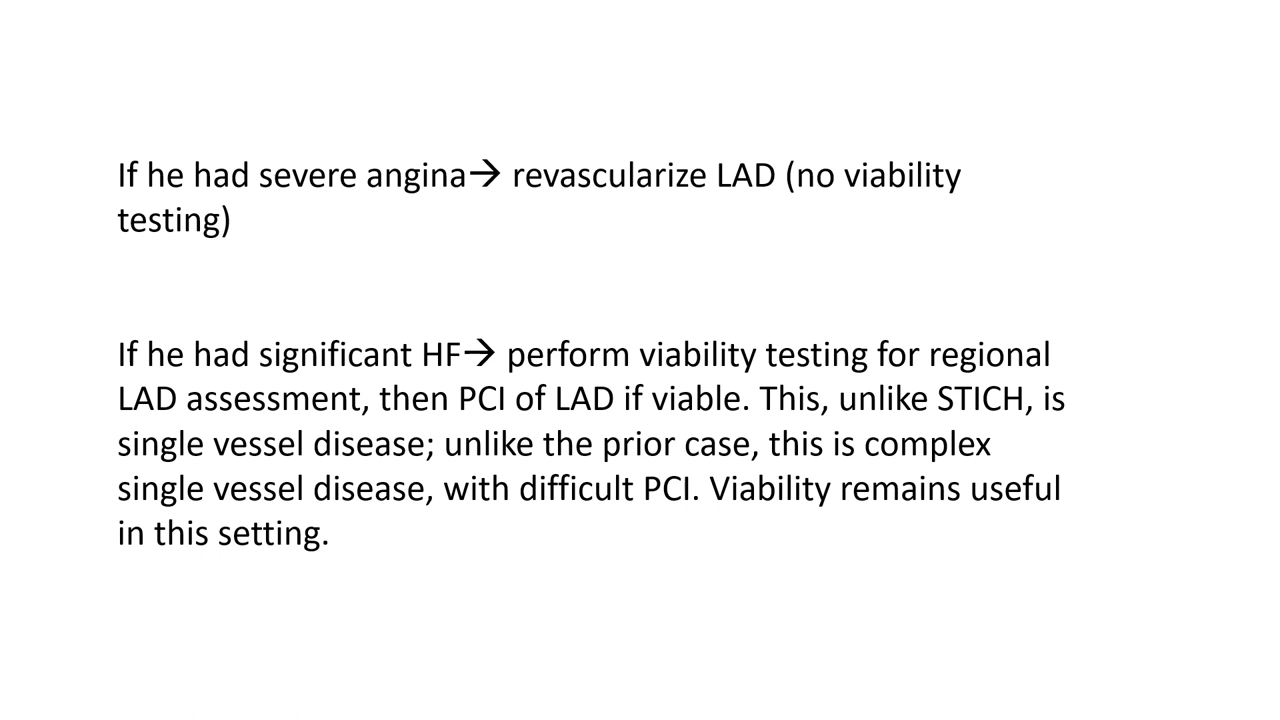 If he had severe angina→ revascularize LAD (no viability
testing)
If he had significant HF→ perform viability testing for regional
LAD assessment, then PCI of LAD if viable. This, unlike STICH, is
single vessel disease; unlike the prior case, this is complex
single vessel disease, with difficult PCI. Viability remains useful
in this setting.